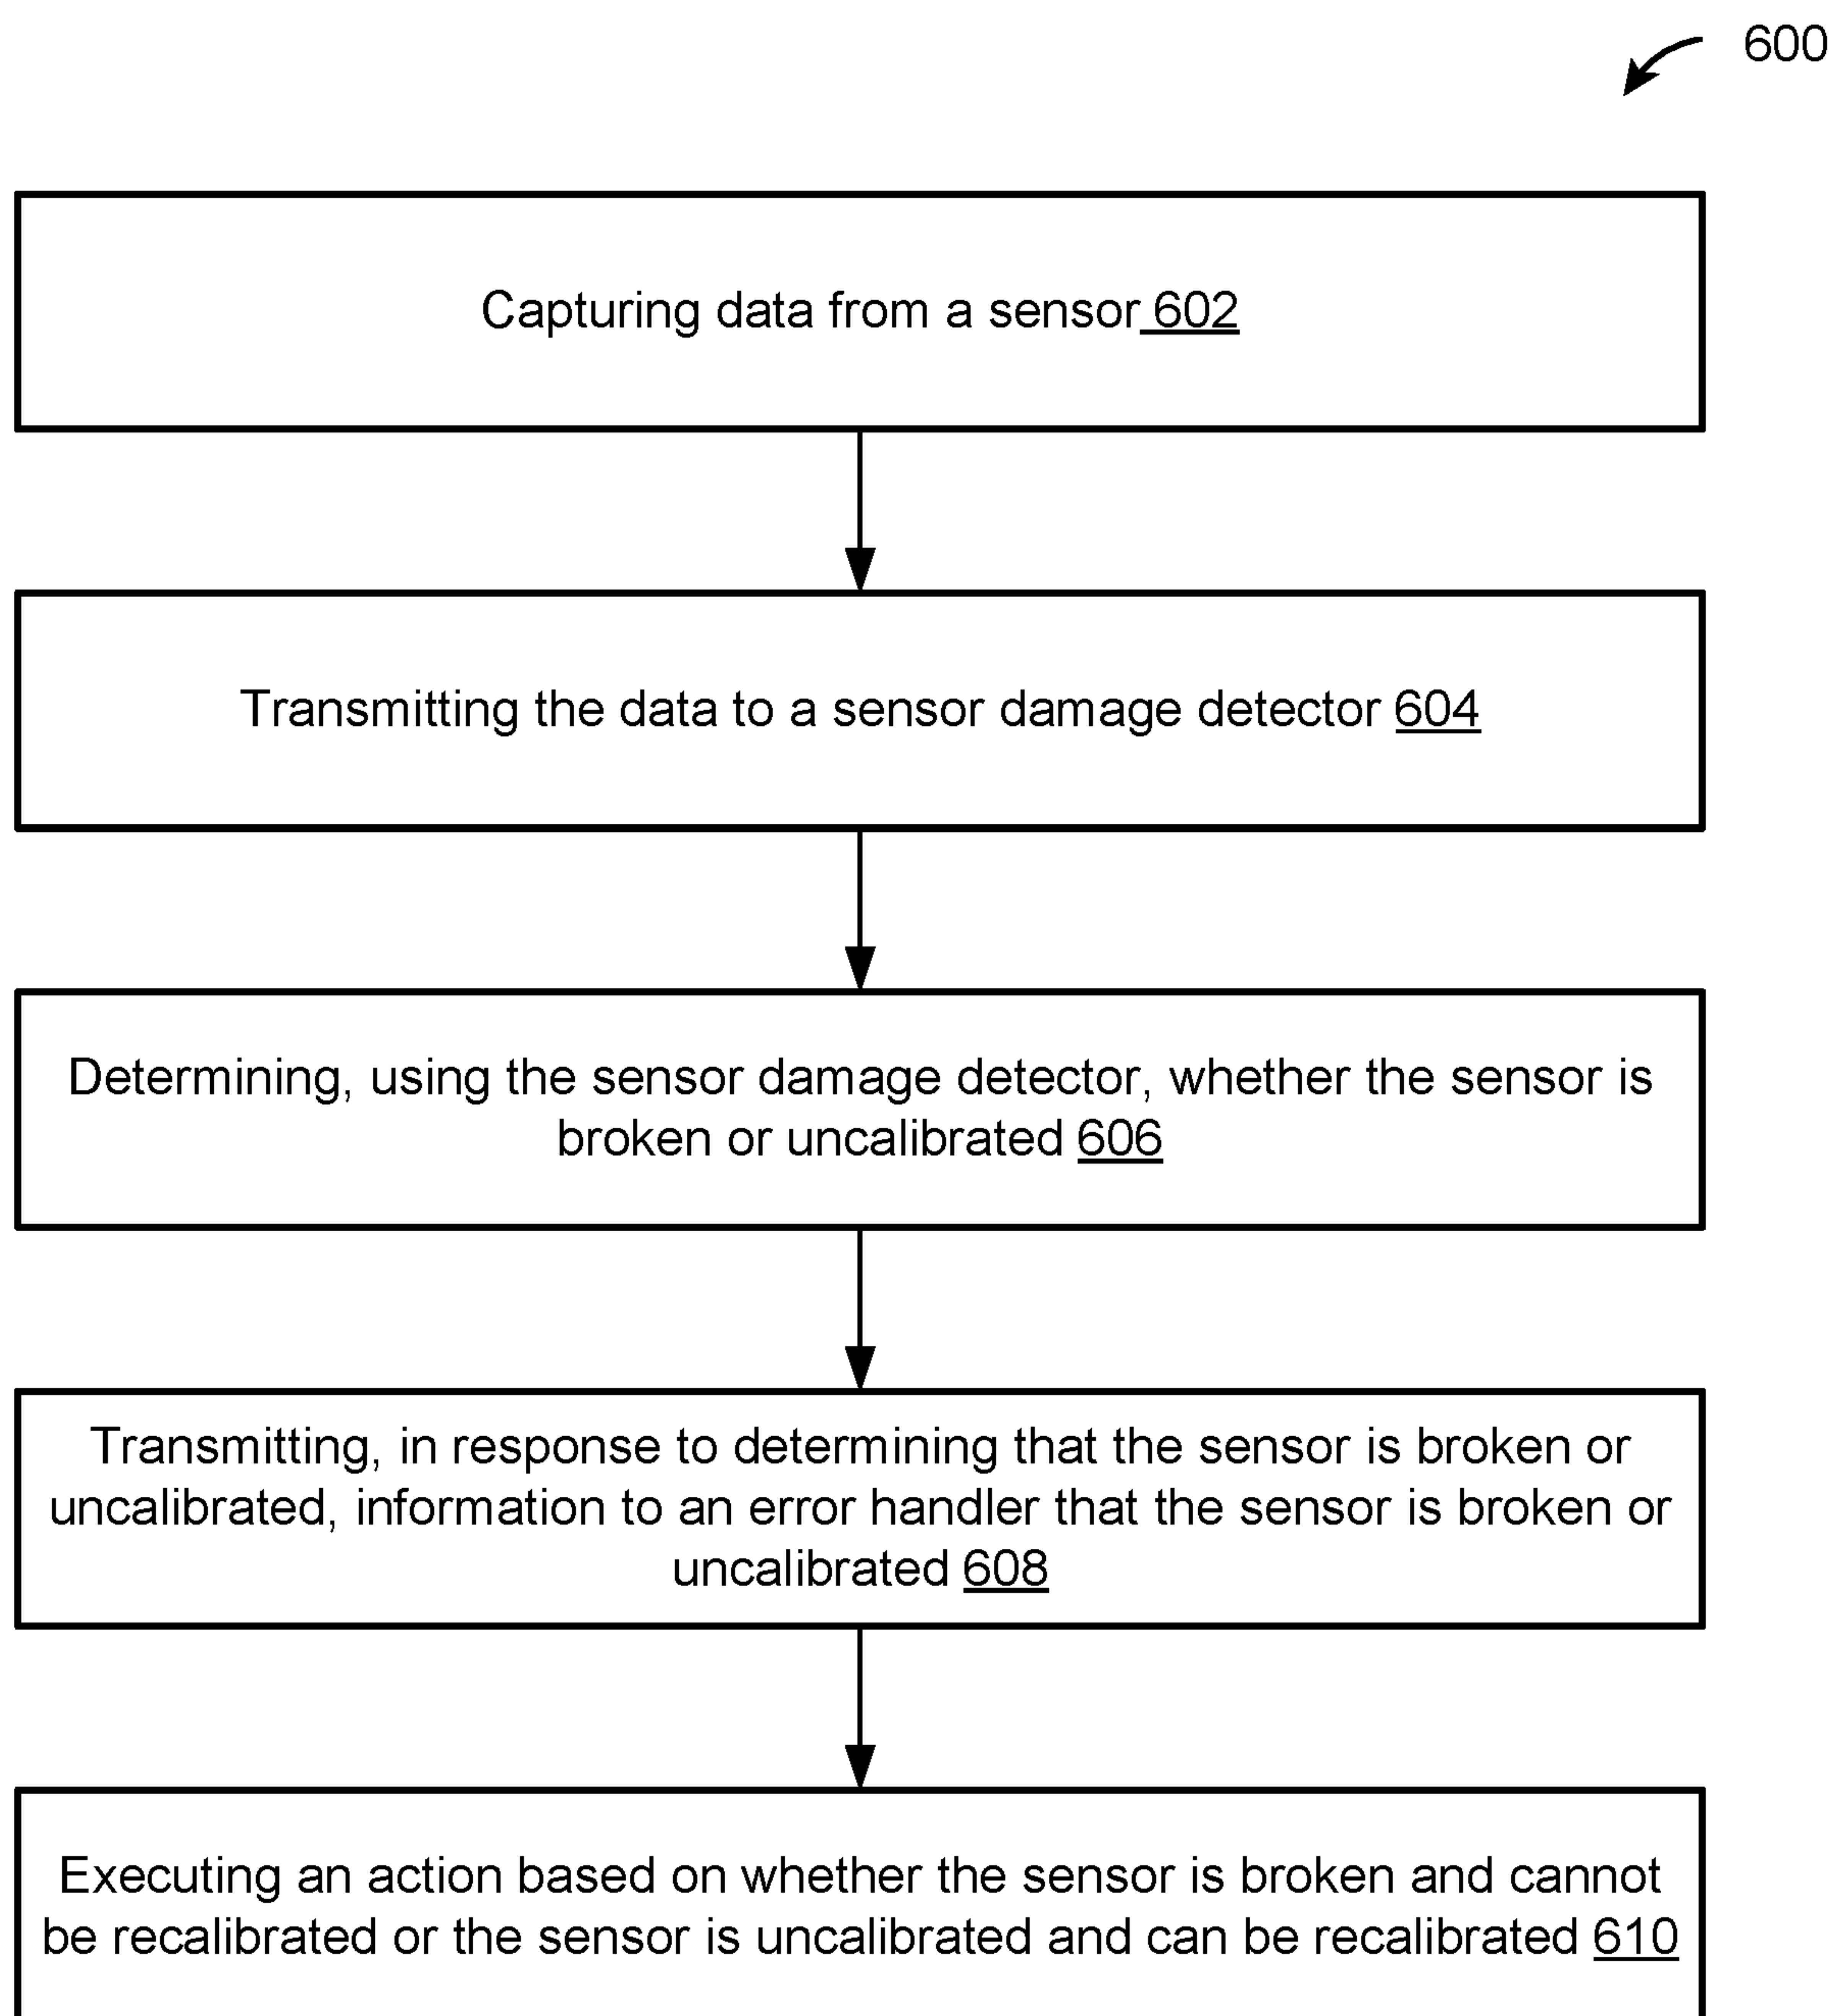 600
Capturing data from a sensor 602
Transmitting the data to a sensor damage detector 604
Determining, using the sensor damage detector, whether the sensor is
broken or uncalibrated 606
Transmitting, in response to determining that the sensor is broken or
uncalibrated, information to an error handler that the sensor is broken or
uncalibrated 608
Executing an action based on whether the sensor is broken and cannot
be recalibrated or the sensor is uncalibrated and can be recalibrated 610